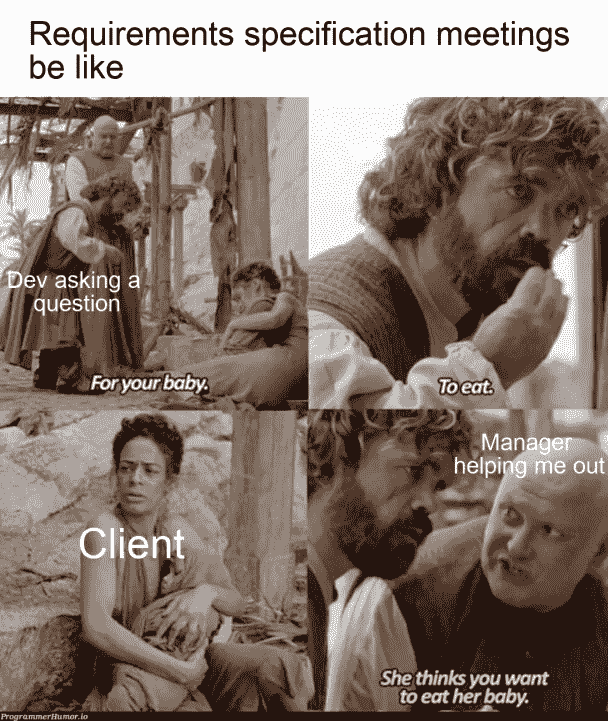 Requirements specification meetings
be like
Dev asking a
question
For your baby.
To eat.
Client
Manager
helping me out
She thinks you want
to eat her baby.
ProgrammerHumor.io